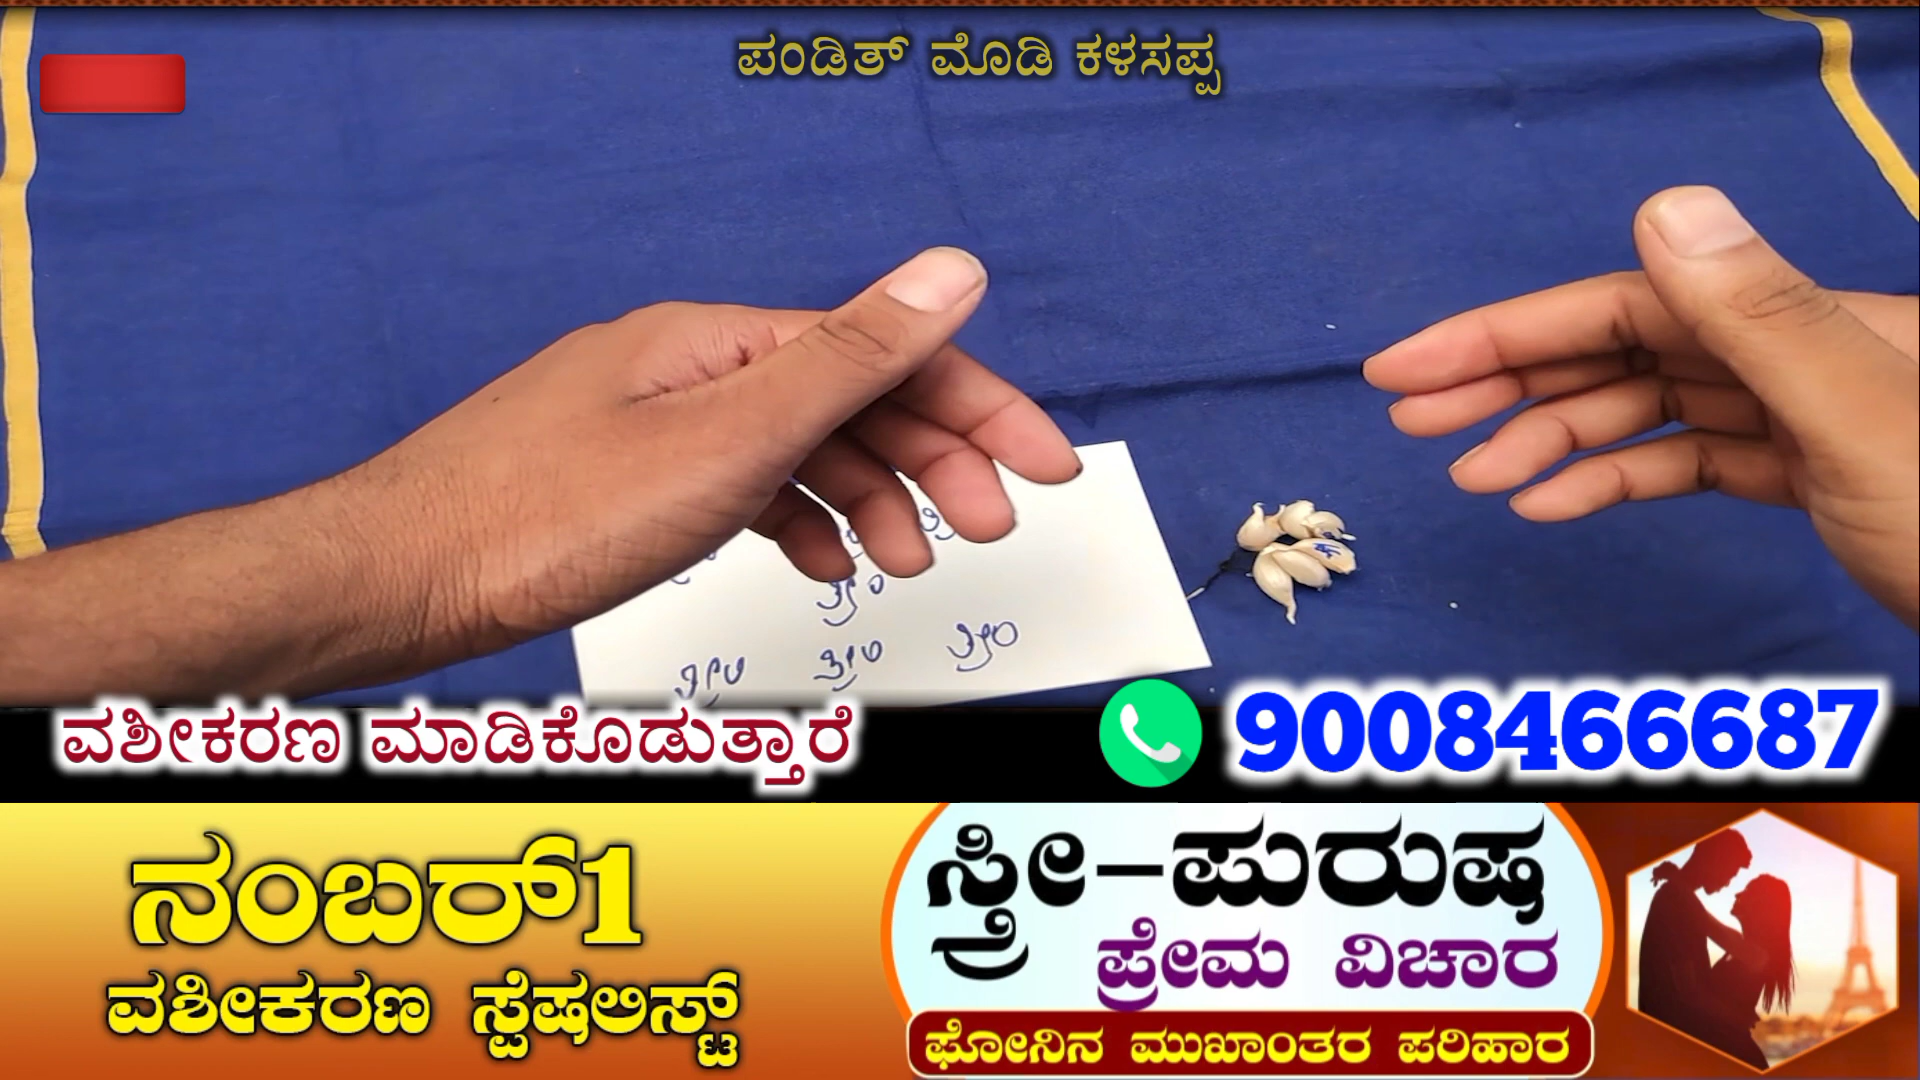 ಪಂಡಿತ್ ಮೊಡಿ ಕಳಸಪ್ಪ
ವಶೀಕರಣ ಮಾಡಿಕೊಡುತ್ತಾರೆ
9008466687
ನಂಬರ್1
ವಶೀಕರಣ ಸ್ಪೆಷಲಿಸ್ಟ್
ಸ್ತ್ರೀ-ಪುರುಷ
ಪ್ರೇಮ ವಿಚಾರ
ಫೋನಿನ ಮುಖಾಂತರ ಪರಿಹಾರ